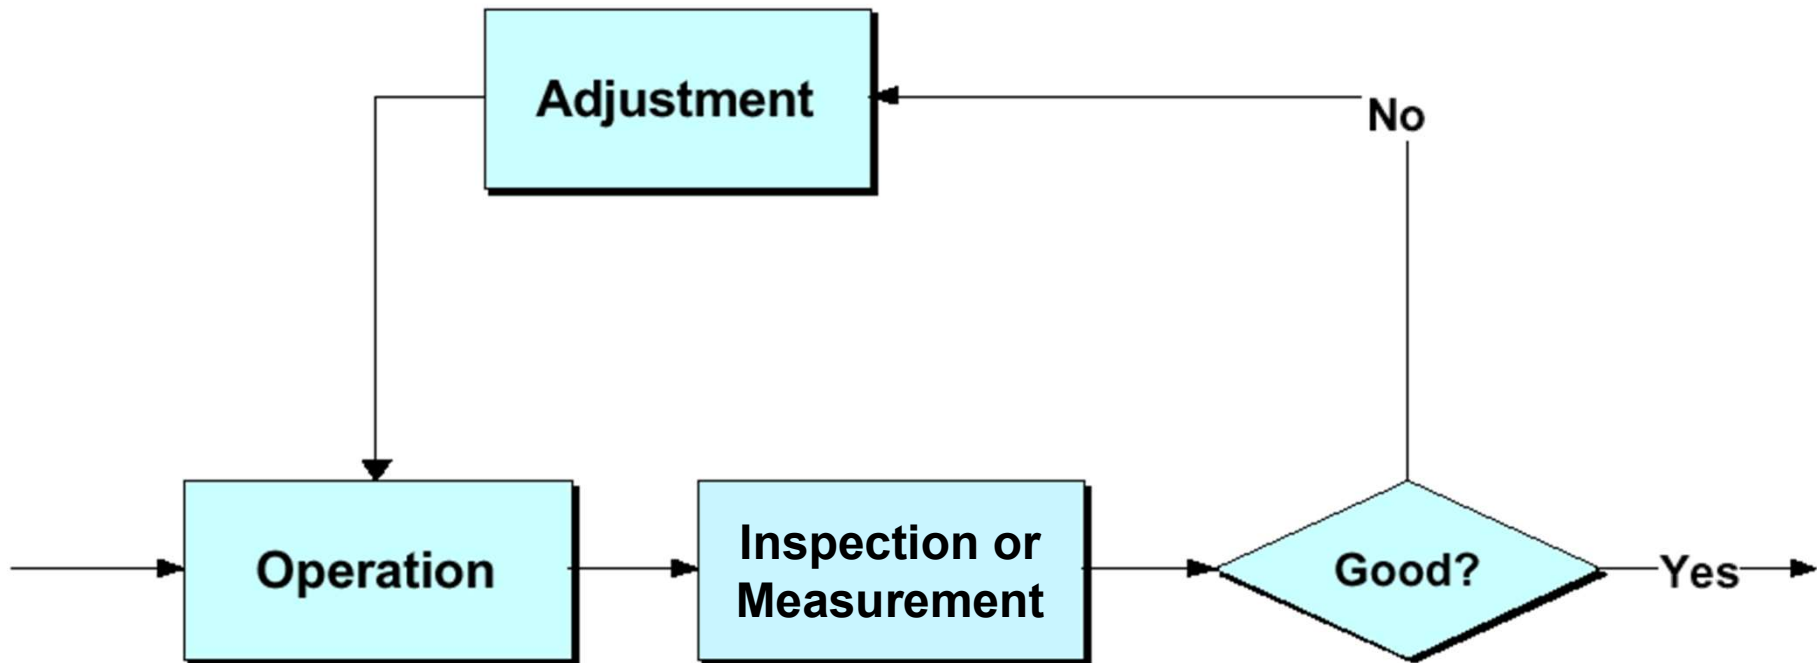 Adjustment
No
Operation
Inspection or
Measurement
Good?
Yes